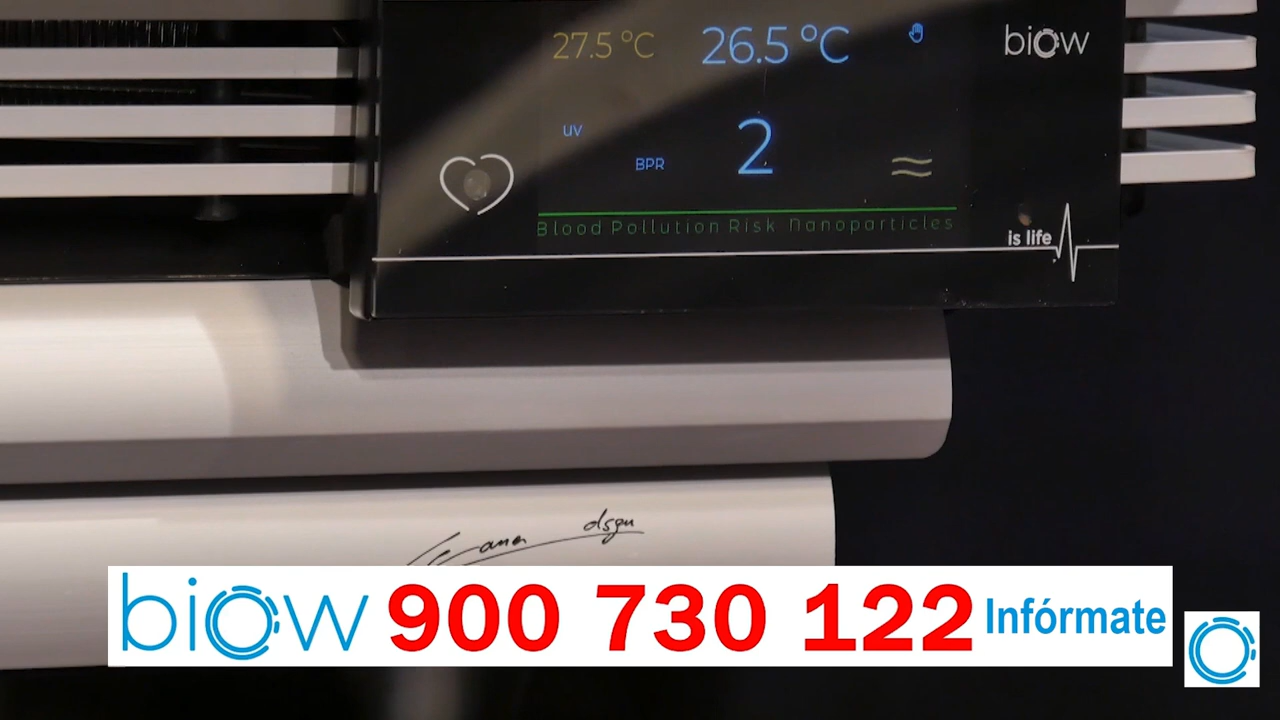 27.5 °C 26.5 °C biow
UV
BPR 2
Blood Pollution Risk Nanoparticles
is life
dsgn
biow 900 730 122 Infórmate